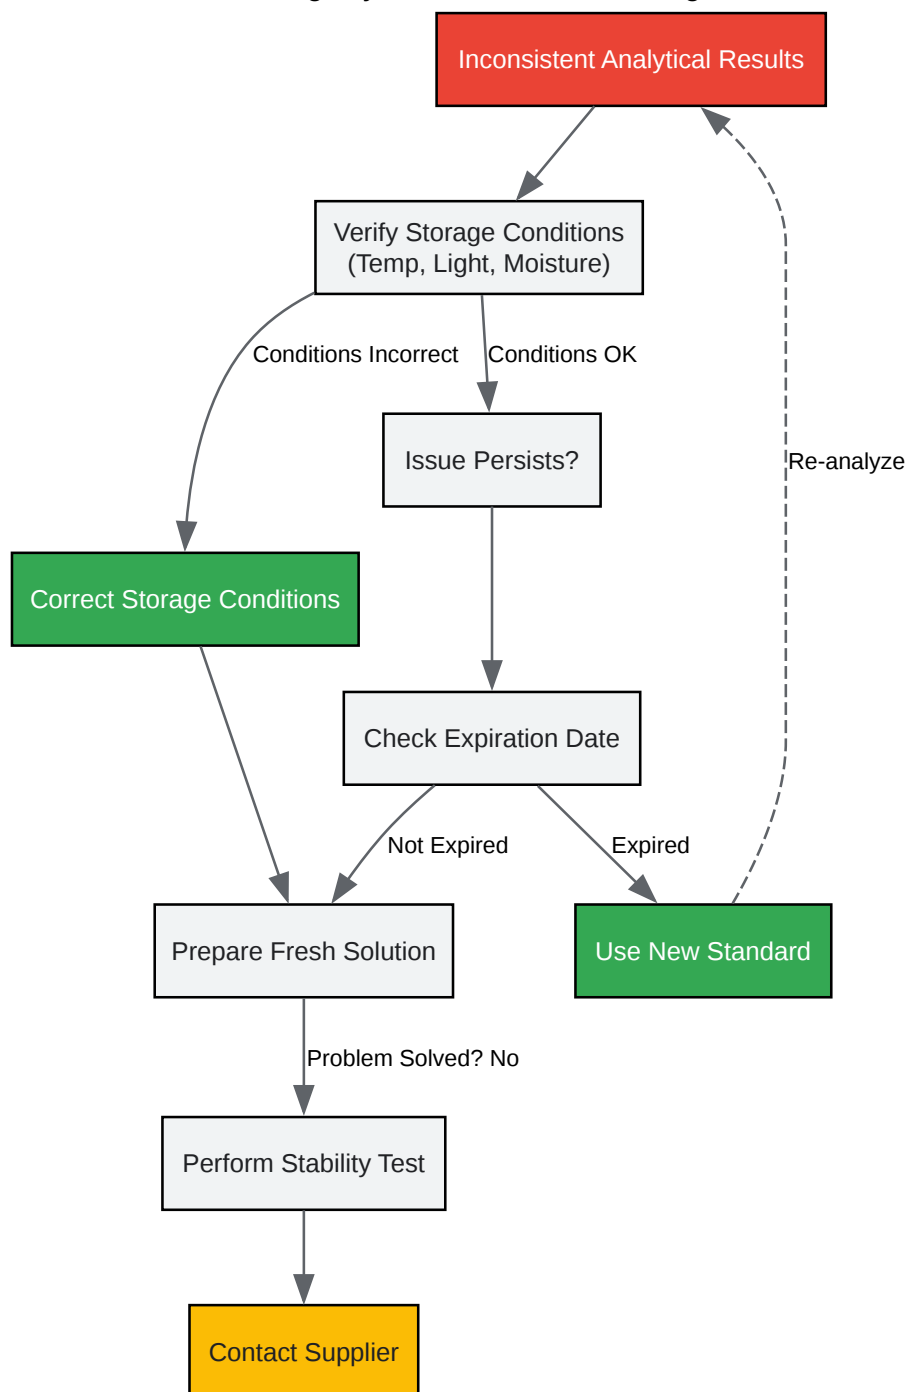 Inconsistent Analytical Results
Verify Storage Conditions
(Temp, Light, Moisture)
Conditions Incorrect
Conditions OK
Issue Persists?
Re-analyze
Correct Storage Conditions
Check Expiration Date
Not Expired
Expired
Prepare Fresh Solution
Use New Standard
Problem Solved? No
Perform Stability Test
Contact Supplier